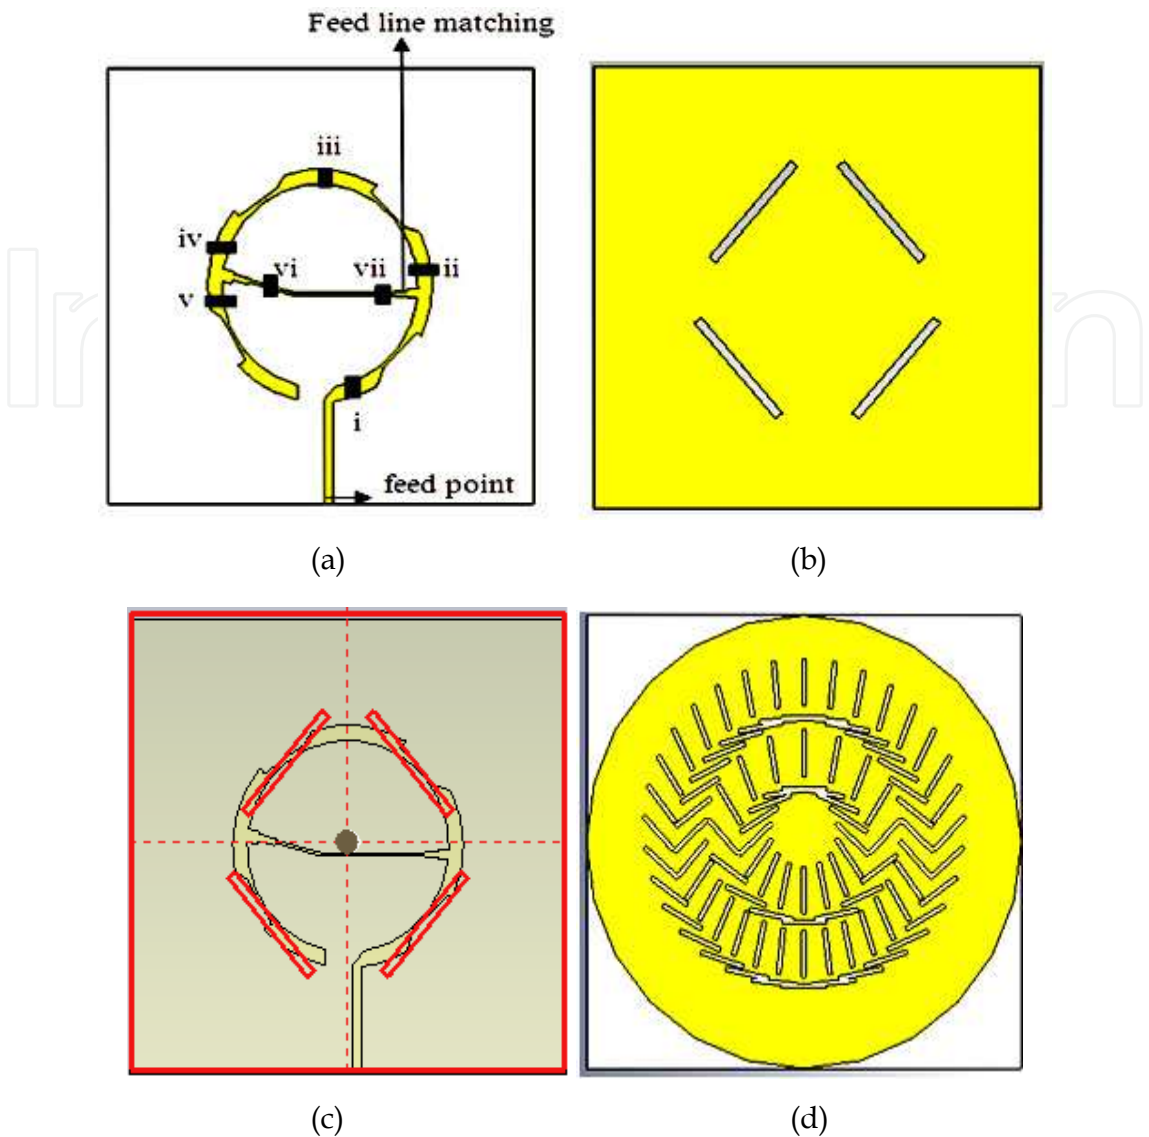 Feed line matching
iii
iv
vi
vii
ii
v
i
feed point
(a)
(b)
(c)
(d)